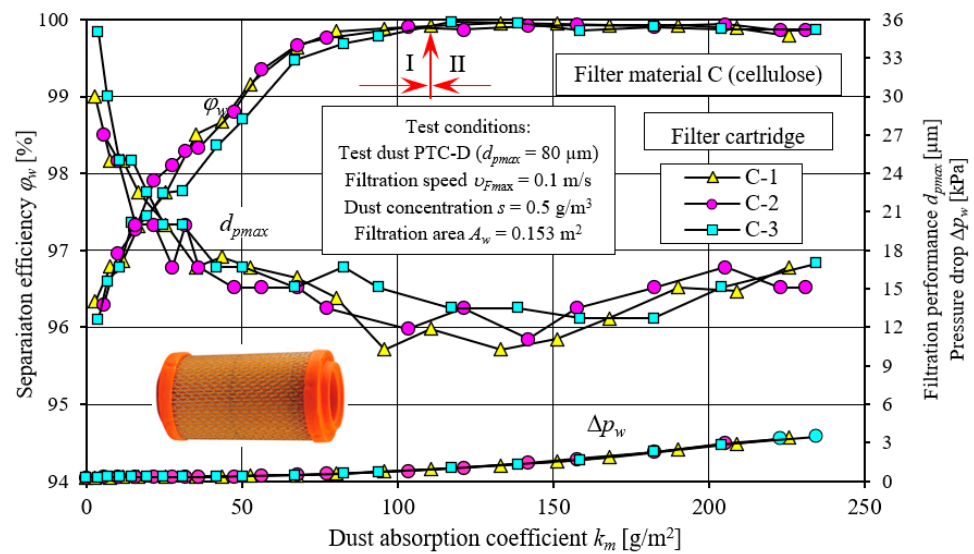 Separaiaton efficiency φw [%]
100
99
98
97
96
95
94
0
50
100
150
200
250
Dust absorption coefficient km [g/m²]
36
33
30
27
24
21
18
15
12
9
6
3
0
Filtration performance dpmax [µm]
Pressure drop Δpw [kPa]
φw
dpmax
Δpw
I II
Filter material C (cellulose)
Test conditions:
Test dust PTC-D (dpmax = 80 µm)
Filtration speed υFmax = 0.1 m/s
Dust concentration s = 0.5 g/m³
Filtration area Aw = 0.153 m²
Filter cartridge
C-1
C-2
C-3